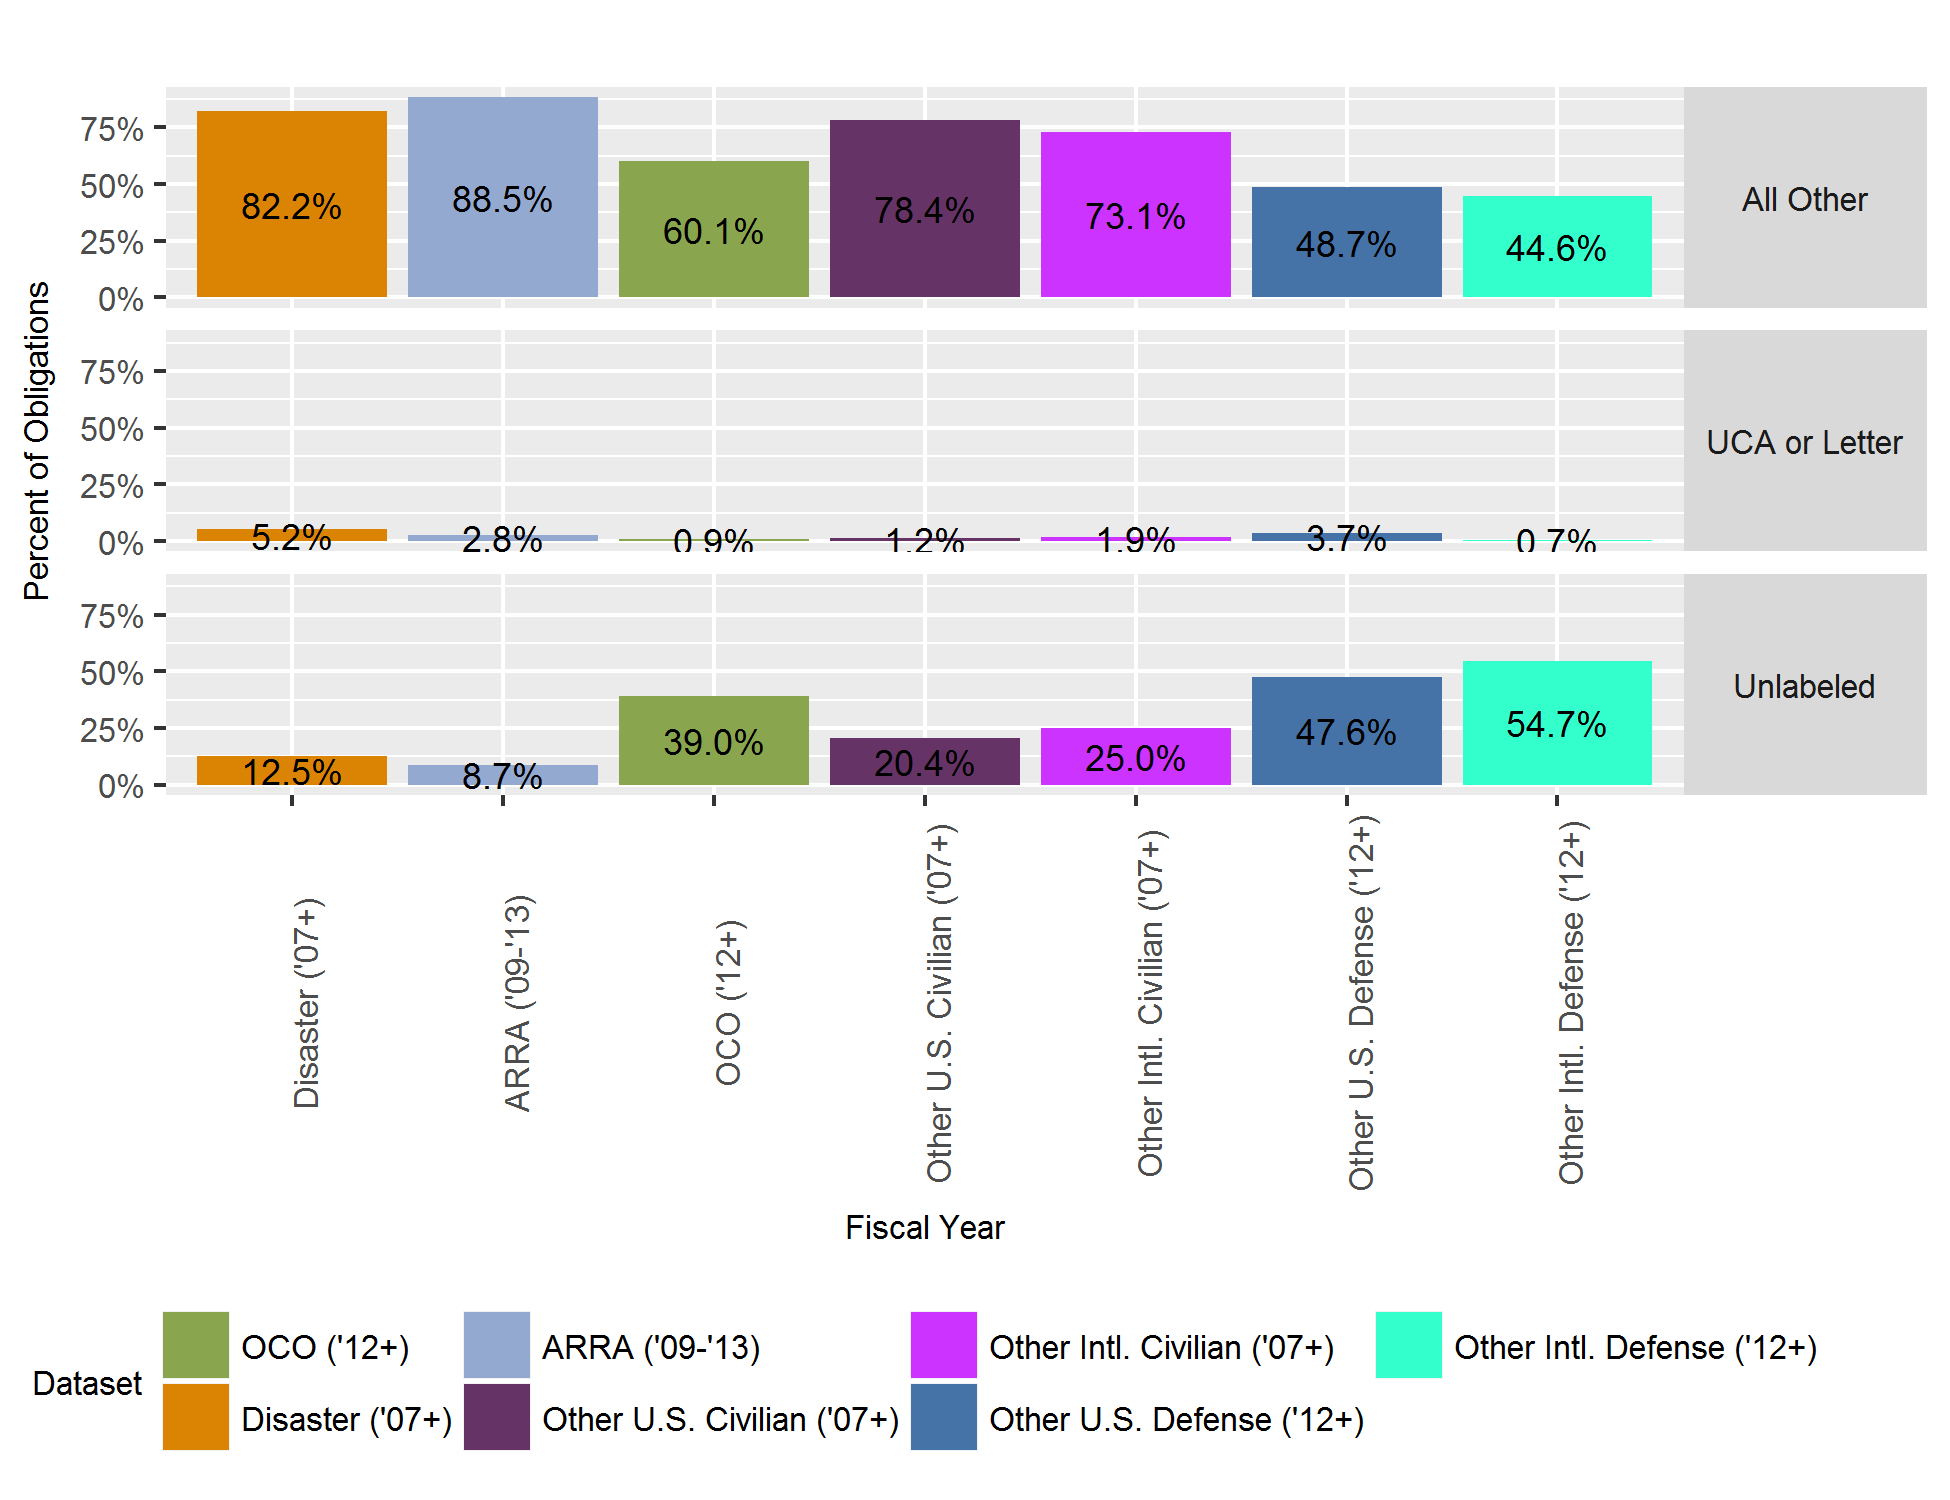 75%
50%
25%
0%
82.2%
88.5%
60.1%
78.4%
73.1%
48.7%
44.6%
All Other
75%
50%
25%
0%
5.2%
2.8%
0.9%
1.2%
1.9%
3.7%
0.7%
UCA or Letter
75%
50%
25%
0%
12.5%
8.7%
39.0%
20.4%
25.0%
47.6%
54.7%
Unlabeled
Percent of Obligations
Disaster ('07+)
ARRA ('09-'13)
OCO ('12+)
Other U.S. Civilian ('07+)
Other Intl. Civilian ('07+)
Other U.S. Defense ('12+)
Other Intl. Defense ('12+)
Fiscal Year
Dataset
OCO ('12+)
ARRA ('09-'13)
Other Intl. Civilian ('07+)
Other Intl. Defense ('12+)
Disaster ('07+)
Other U.S. Civilian ('07+)
Other U.S. Defense ('12+)